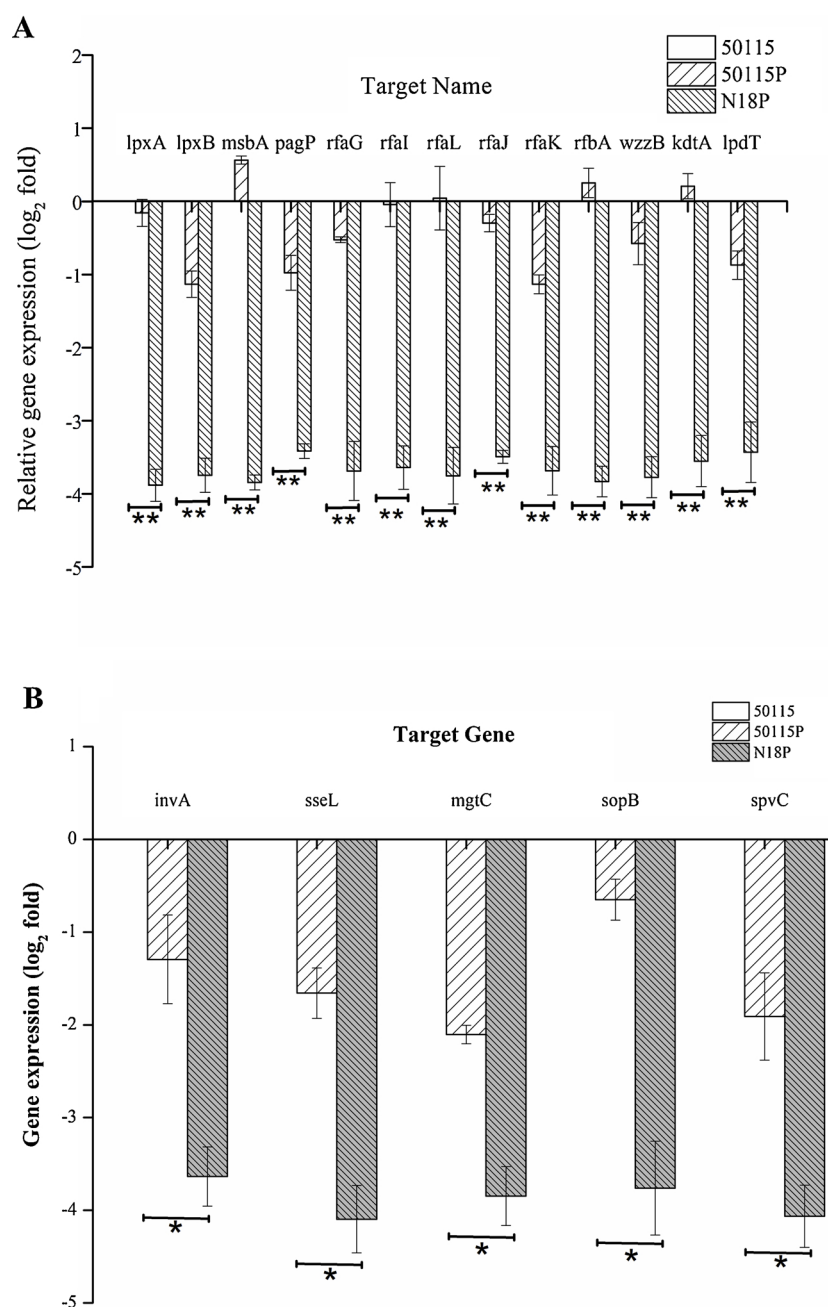 A
50115
50115P
N18P
Target Name
lpxA lpxB msbA pagP rfaG rfaI rfaL rfaJ rfaK rfbA wzzB kdtA lpdT
Relative gene expression (log2 fold)
2
1
0
-1
-2
-3
-4
-5
** ** ** ** ** ** ** ** ** ** ** ** **
B
50115
50115P
N18P
Target Gene
invA sseL mgtC sopB spvC
Gene expression (log2 fold)
1
0
-1
-2
-3
-4
-5
* * * * *